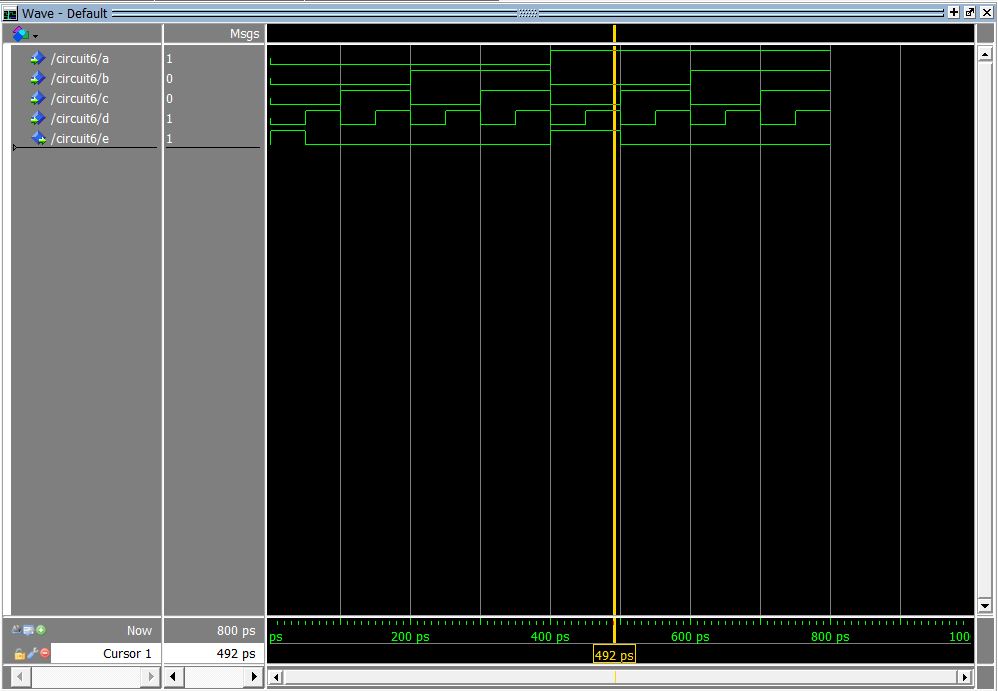 Wave - Default
Msgs
/circuit6/a 1
/circuit6/b 0
/circuit6/c 0
/circuit6/d 1
/circuit6/e 1
Now 800 ps ps 200 ps 400 ps 600 ps 800 ps 100
Cursor 1 492 ps 492 ps